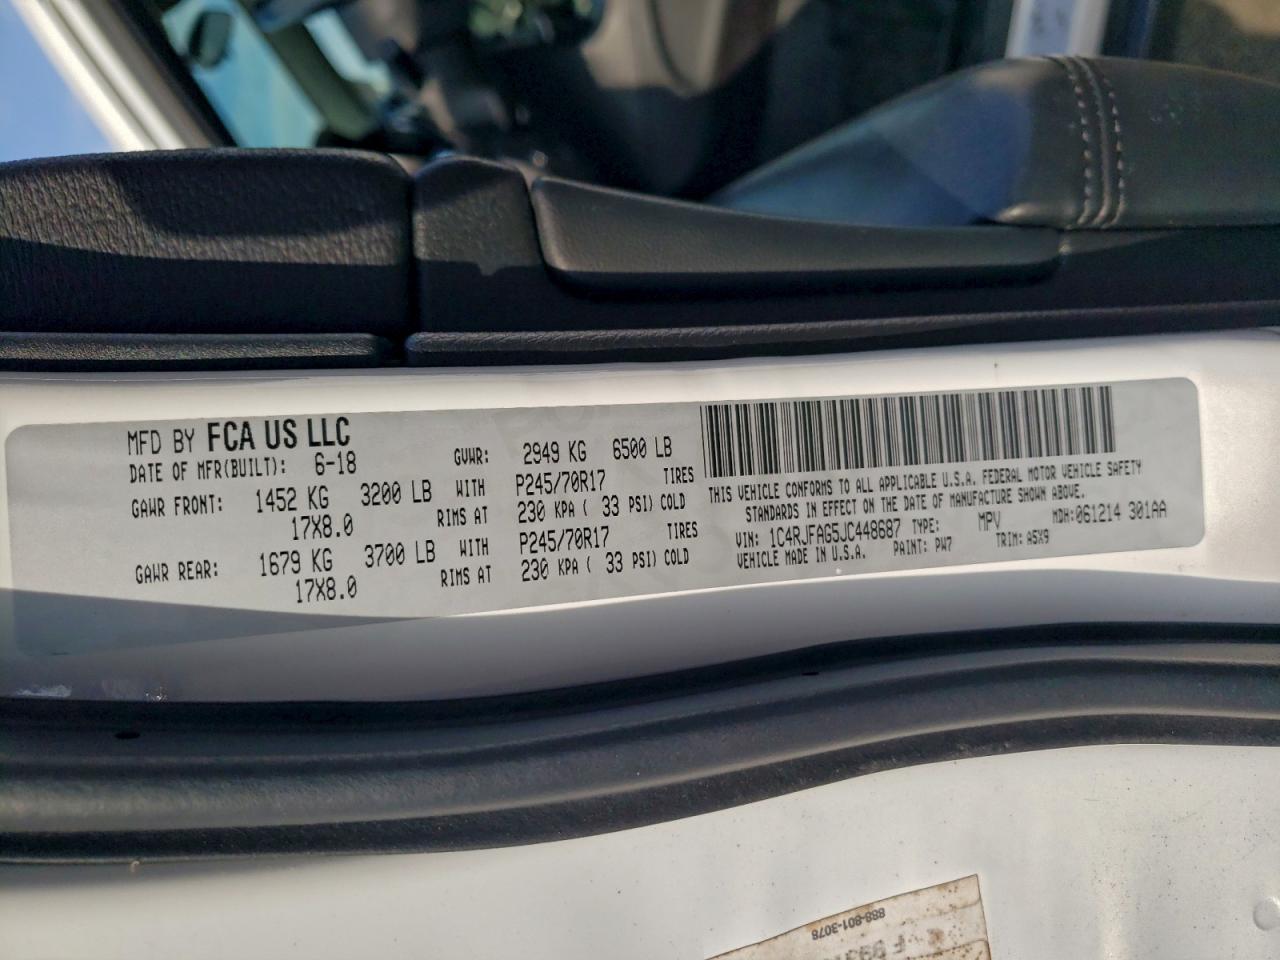 MFD BY FCA US LLC
DATE OF MFR(BUILT): 6-18 GVWR: 2949 KG 6500 LB
GAWR FRONT: 1452 KG 3200 LB WITH P245/70R17 TIRES
17X8.0 RIMS AT 230 KPA ( 33 PSI) COLD
GAWR REAR: 1679 KG 3700 LB WITH P245/70R17 TIRES
17X8.0 RIMS AT 230 KPA ( 33 PSI) COLD
THIS VEHICLE CONFORMS TO ALL APPLICABLE U.S.A. FEDERAL MOTOR VEHICLE SAFETY
STANDARDS IN EFFECT ON THE DATE OF MANUFACTURE SHOWN ABOVE.
VIN: 1C4RJFAG5JC448687 TYPE: MPV MDH:061214 301AA
VEHICLE MADE IN U.S.A. PAINT: PW7 TRIM: A5X9
888-801-3078